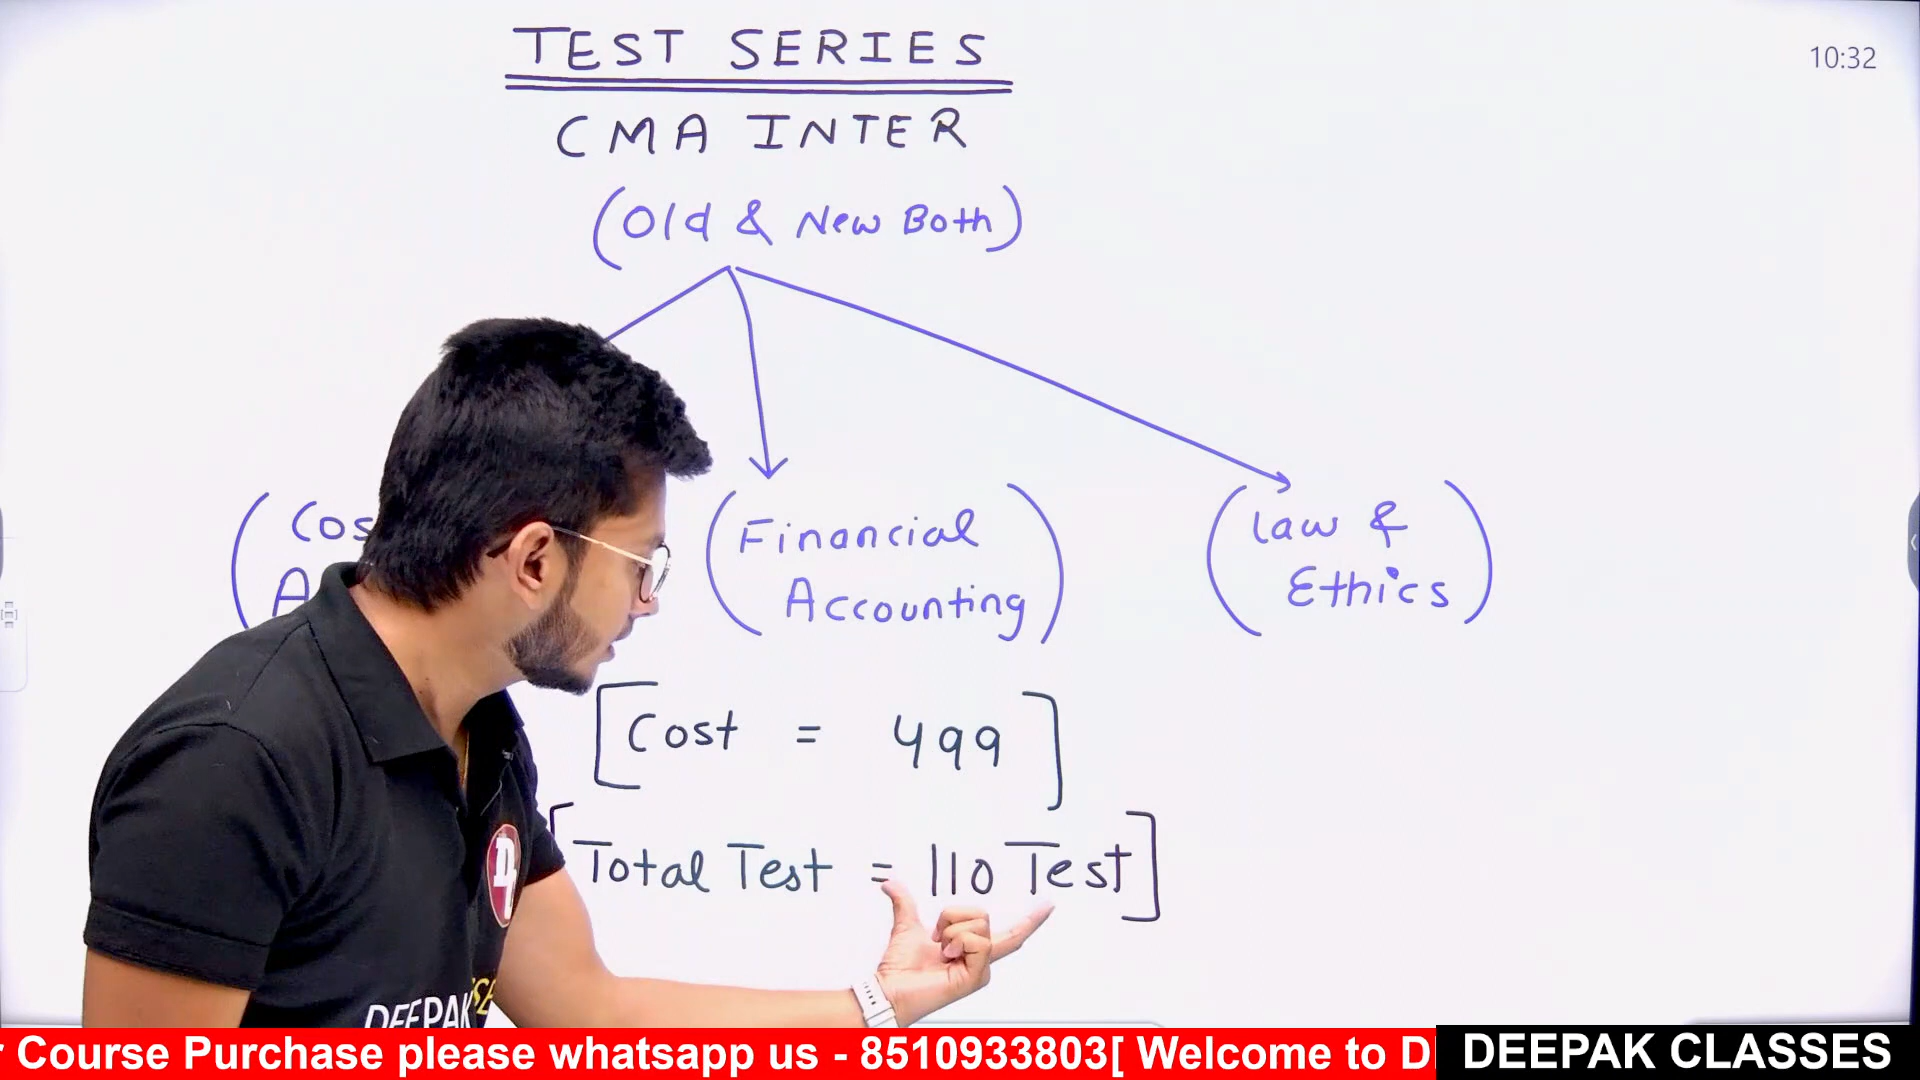 TEST SERIES
10:32
CMA INTER
(Old & New Both)
Financial
Accounting
Law &
Ethics
Cost = 499
Total Test = 110 Test
DEEPAK
Course Purchase please whatsapp us - 8510933803[ Welcome to D
DEEPAK CLASSES